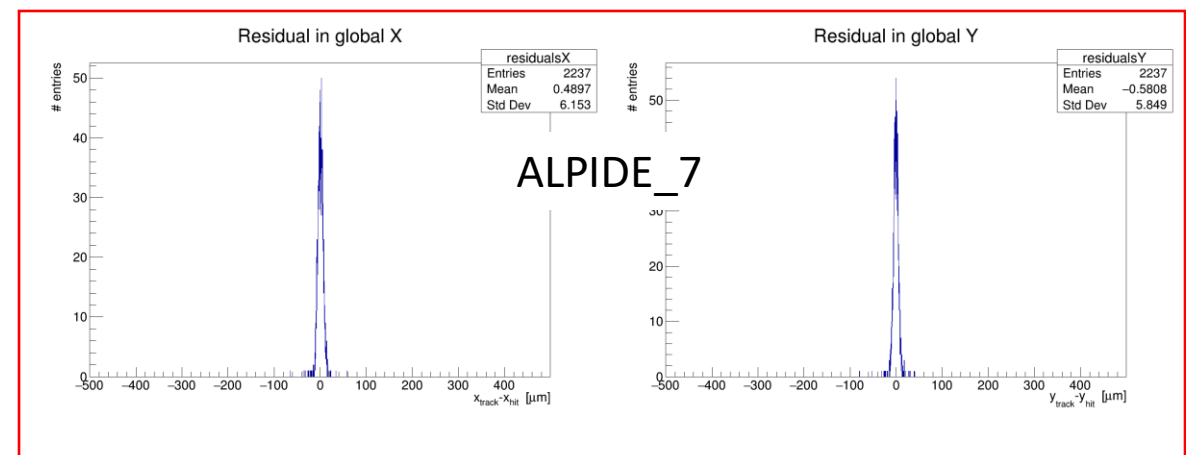 Residual in global X
residualsX
Entries 2237
Mean 0.4897
Std Dev 6.153
# entries
50
40
30
20
10
0
−500 −400 −300 −200 −100 0 100 200 300 400
x_track-x_hit [μm]
ALPIDE_7
Residual in global Y
residualsY
Entries 2237
Mean −0.5808
Std Dev 5.849
# entries
50
30
20
10
0
−500 −400 −300 −200 −100 0 100 200 300 400
y_track-y_hit [μm]